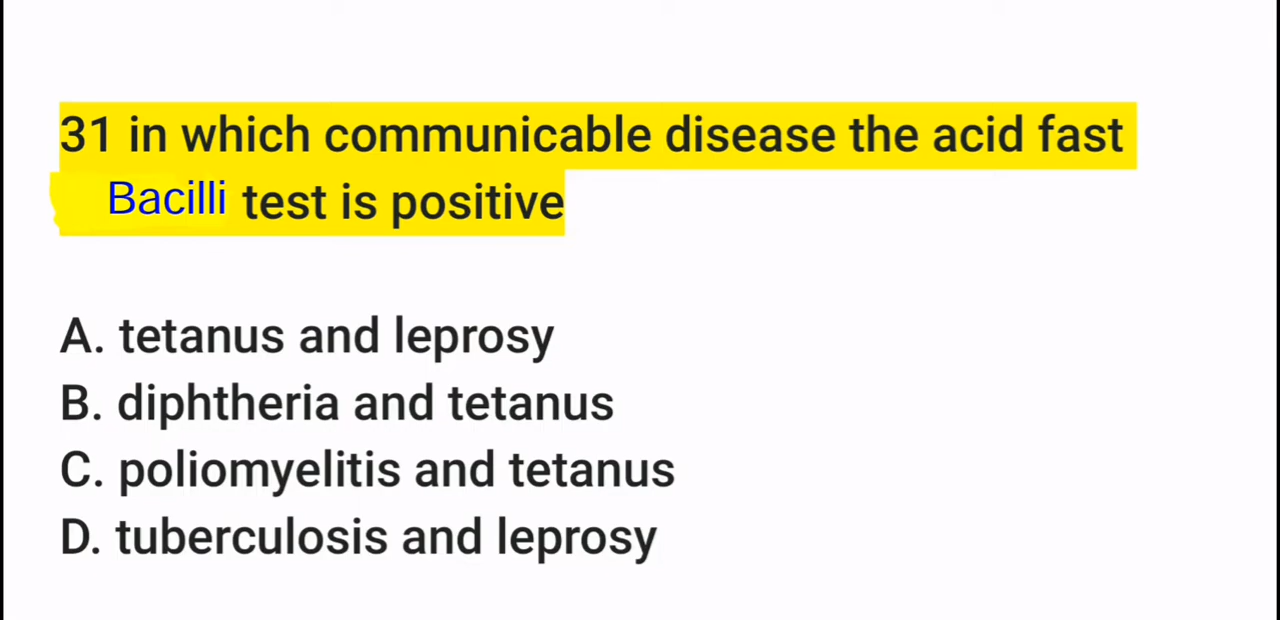 31 in which communicable disease the acid fast
Bacilli test is positive
A. tetanus and leprosy
B. diphtheria and tetanus
C. poliomyelitis and tetanus
D. tuberculosis and leprosy